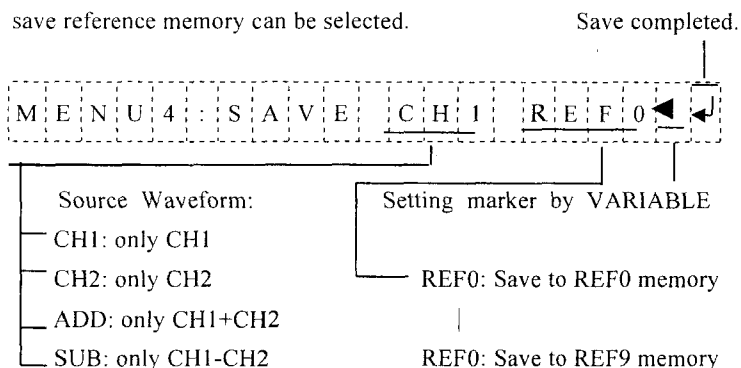 save reference memory can be selected.
Save completed.
MENU4:SAVE CH1 REF0◄↵
Source Waveform:
Setting marker by VARIABLE
CH1: only CH1
CH2: only CH2
REF0: Save to REF0 memory
ADD: only CH1+CH2
SUB: only CH1-CH2
REF0: Save to REF9 memory